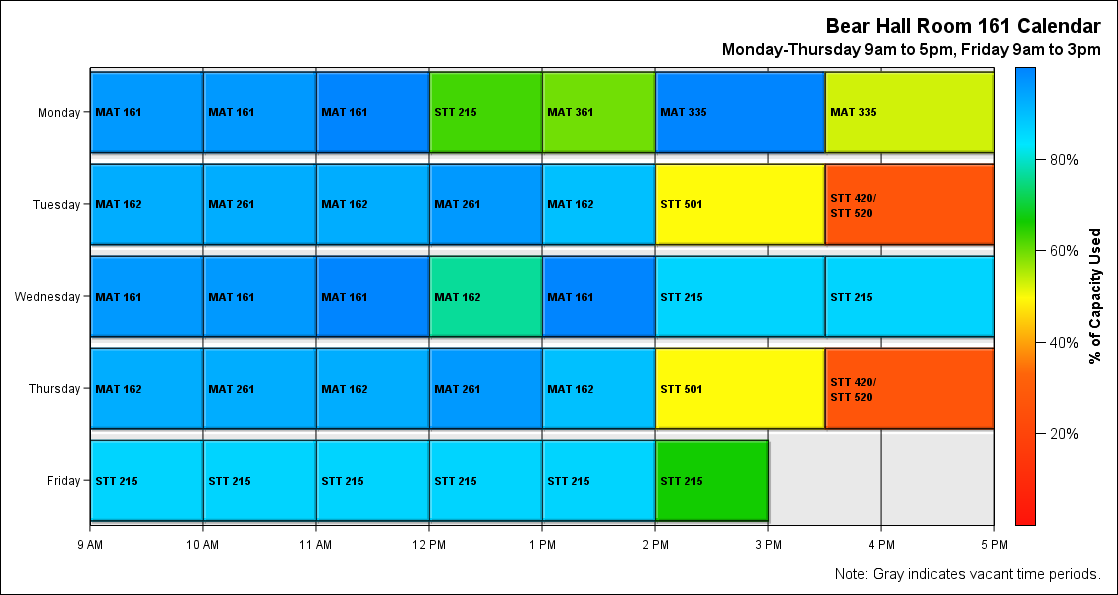 Bear Hall Room 161 Calendar
Monday-Thursday 9am to 5pm, Friday 9am to 3pm
Monday
MAT 161
MAT 161
MAT 161
STT 215
MAT 361
MAT 335
MAT 335
Tuesday
MAT 162
MAT 261
MAT 162
MAT 261
MAT 162
STT 501
STT 420/
STT 520
Wednesday
MAT 161
MAT 161
MAT 161
MAT 162
MAT 161
STT 215
STT 215
Thursday
MAT 162
MAT 261
MAT 162
MAT 261
MAT 162
STT 501
STT 420/
STT 520
Friday
STT 215
STT 215
STT 215
STT 215
STT 215
STT 215
9 AM
10 AM
11 AM
12 PM
1 PM
2 PM
3 PM
4 PM
5 PM
80%
60%
40%
20%
% of Capacity Used
Note: Gray indicates vacant time periods.